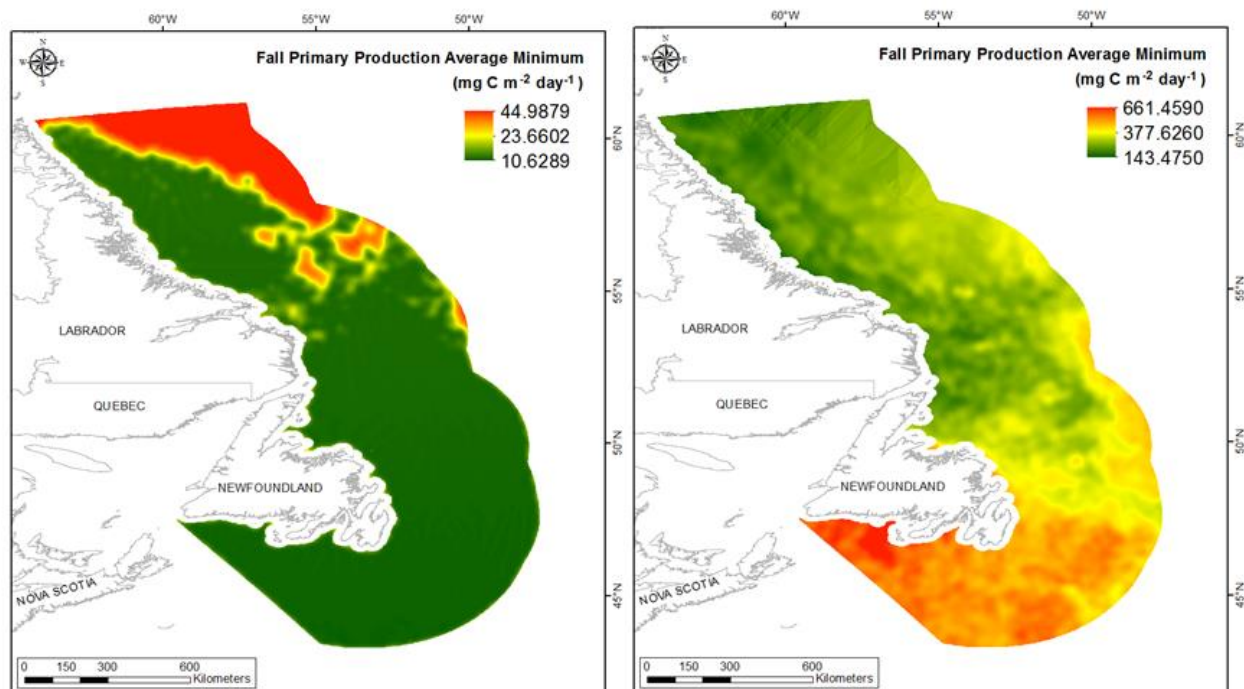 60°W 55°W 50°W
N
W E
S
Fall Primary Production Average Minimum
(mg C m⁻² day⁻¹)
44.9879
23.6602
10.6289
60°N
55°N
50°N
45°N
LABRADOR
QUEBEC
NEWFOUNDLAND
NOVA SCOTIA
0 150 300 600
Kilometers
60°W 55°W 50°W
N
W E
S
Fall Primary Production Average Minimum
(mg C m⁻² day⁻¹)
661.4590
377.6260
143.4750
60°N
55°N
50°N
45°N
LABRADOR
QUEBEC
NEWFOUNDLAND
NOVA SCOTIA
0 150 300 600
Kilometers